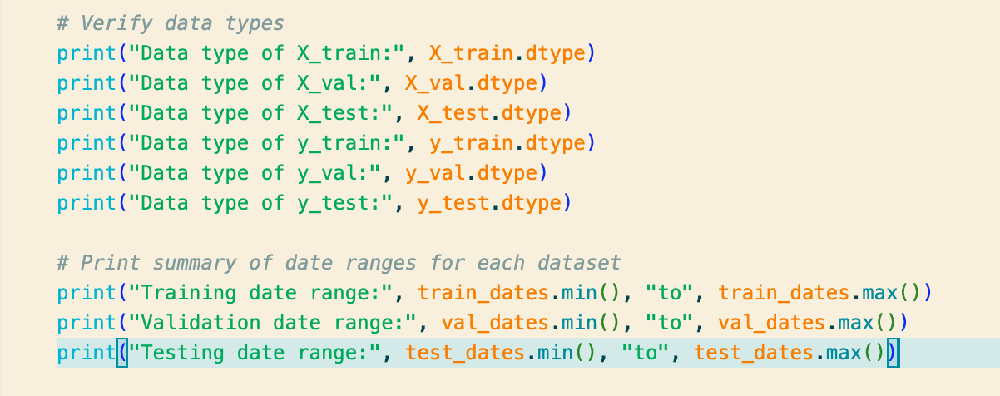 # Verify data types
print("Data type of X_train:", X_train.dtype)
print("Data type of X_val:", X_val.dtype)
print("Data type of X_test:", X_test.dtype)
print("Data type of y_train:", y_train.dtype)
print("Data type of y_val:", y_val.dtype)
print("Data type of y_test:", y_test.dtype)
# Print summary of date ranges for each dataset
print("Training date range:", train_dates.min(), "to", train_dates.max())
print("Validation date range:", val_dates.min(), "to", val_dates.max())
print("Testing date range:", test_dates.min(), "to", test_dates.max())